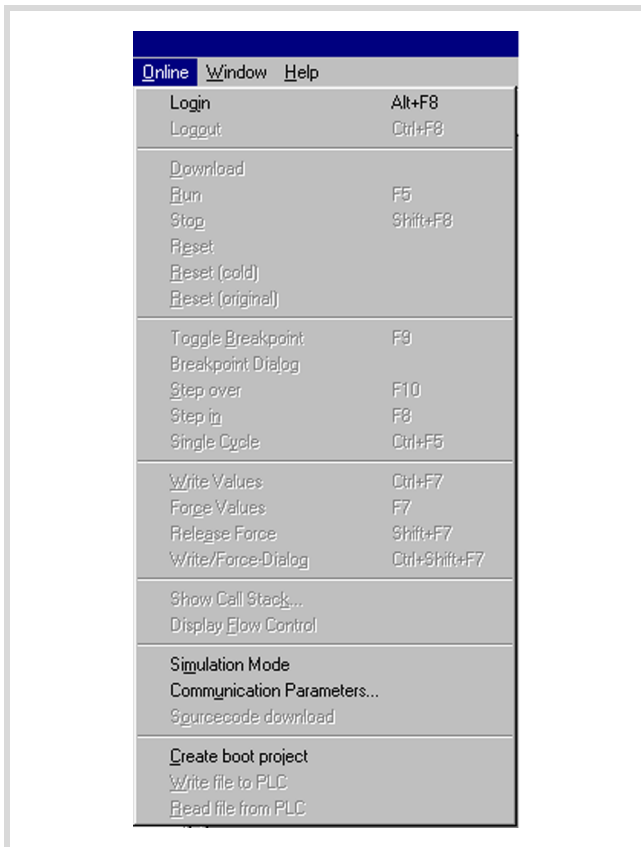 Online Window Help
Login Alt+F8
Logout Ctrl+F8
Download
Run F5
Stop Shift+F8
Reset
Reset (cold)
Reset (original)
Toggle Breakpoint F9
Breakpoint Dialog
Step over F10
Step in F8
Single Cycle Ctrl+F5
Write Values Ctrl+F7
Force Values F7
Release Force Shift+F7
Write/Force-Dialog Ctrl+Shift+F7
Show Call Stack...
Display Flow Control
Simulation Mode
Communication Parameters...
Sourcecode download
Create boot project
Write file to PLC
Read file from PLC